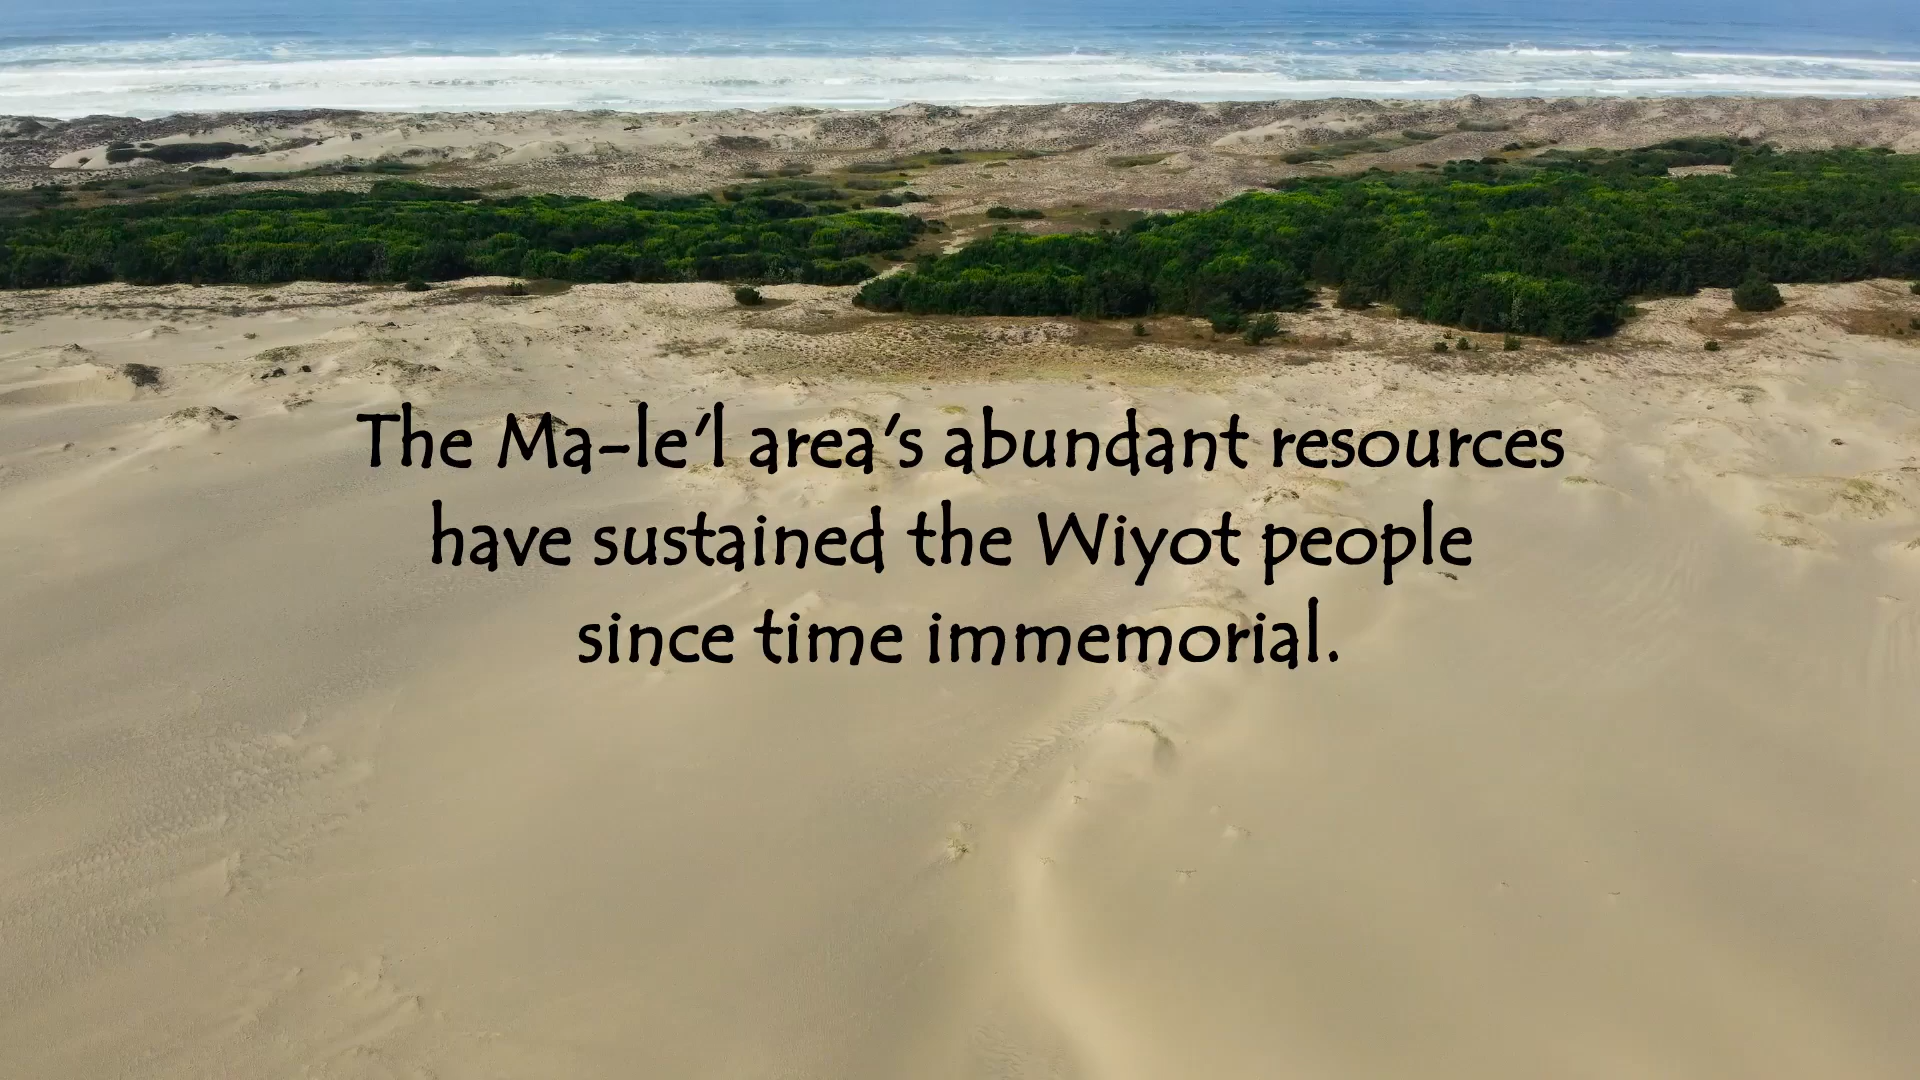 The Ma-le'l area's abundant resources
have sustained the Wiyot people
since time immemorial.